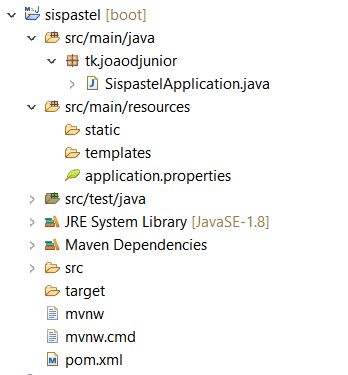 sispastel [boot]
src/main/java
tk.joaodjunior
SispastelApplication.java
src/main/resources
static
templates
application.properties
src/test/java
JRE System Library [JavaSE-1.8]
Maven Dependencies
src
target
mvnw
mvnw.cmd
pom.xml